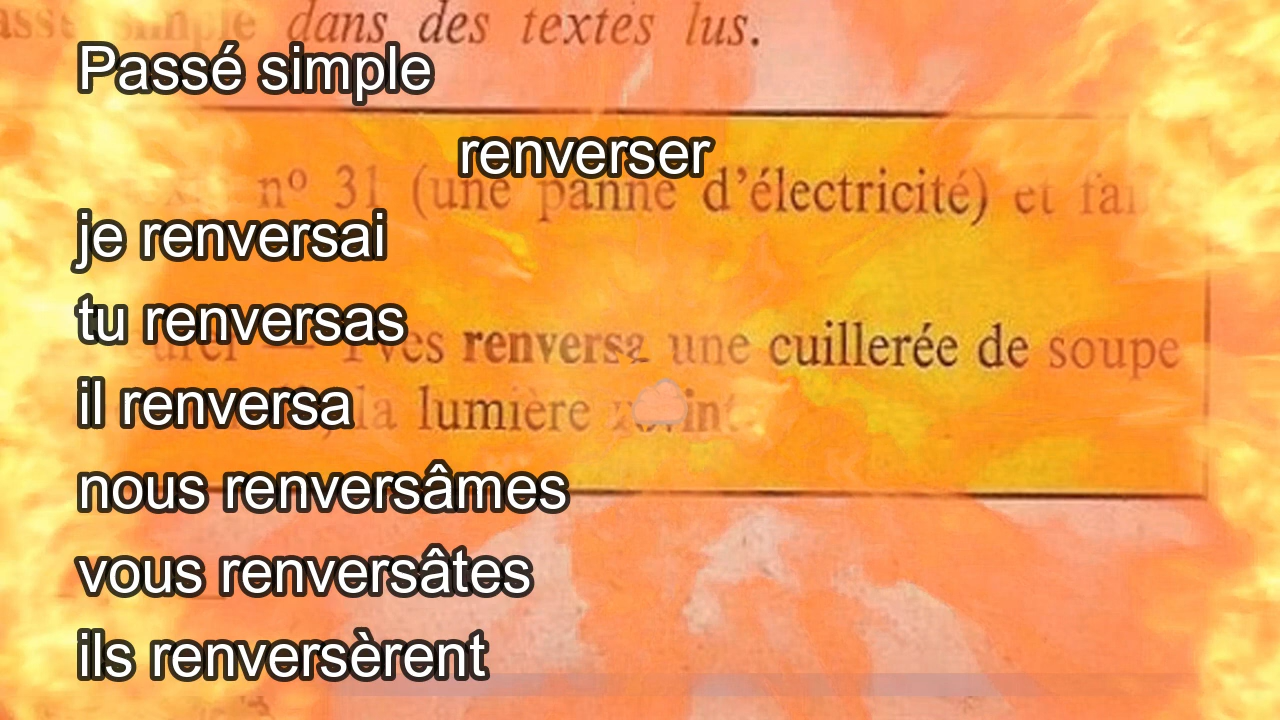 simple dans des textes lus.
Passé simple
renverser
nº 31 (une panne d'électricité) et
je renversai
tu renversas
Yves renversa une cuillerée de soupe
il renversa
la lumière
nous renversâmes
vous renversâtes
ils renversèrent